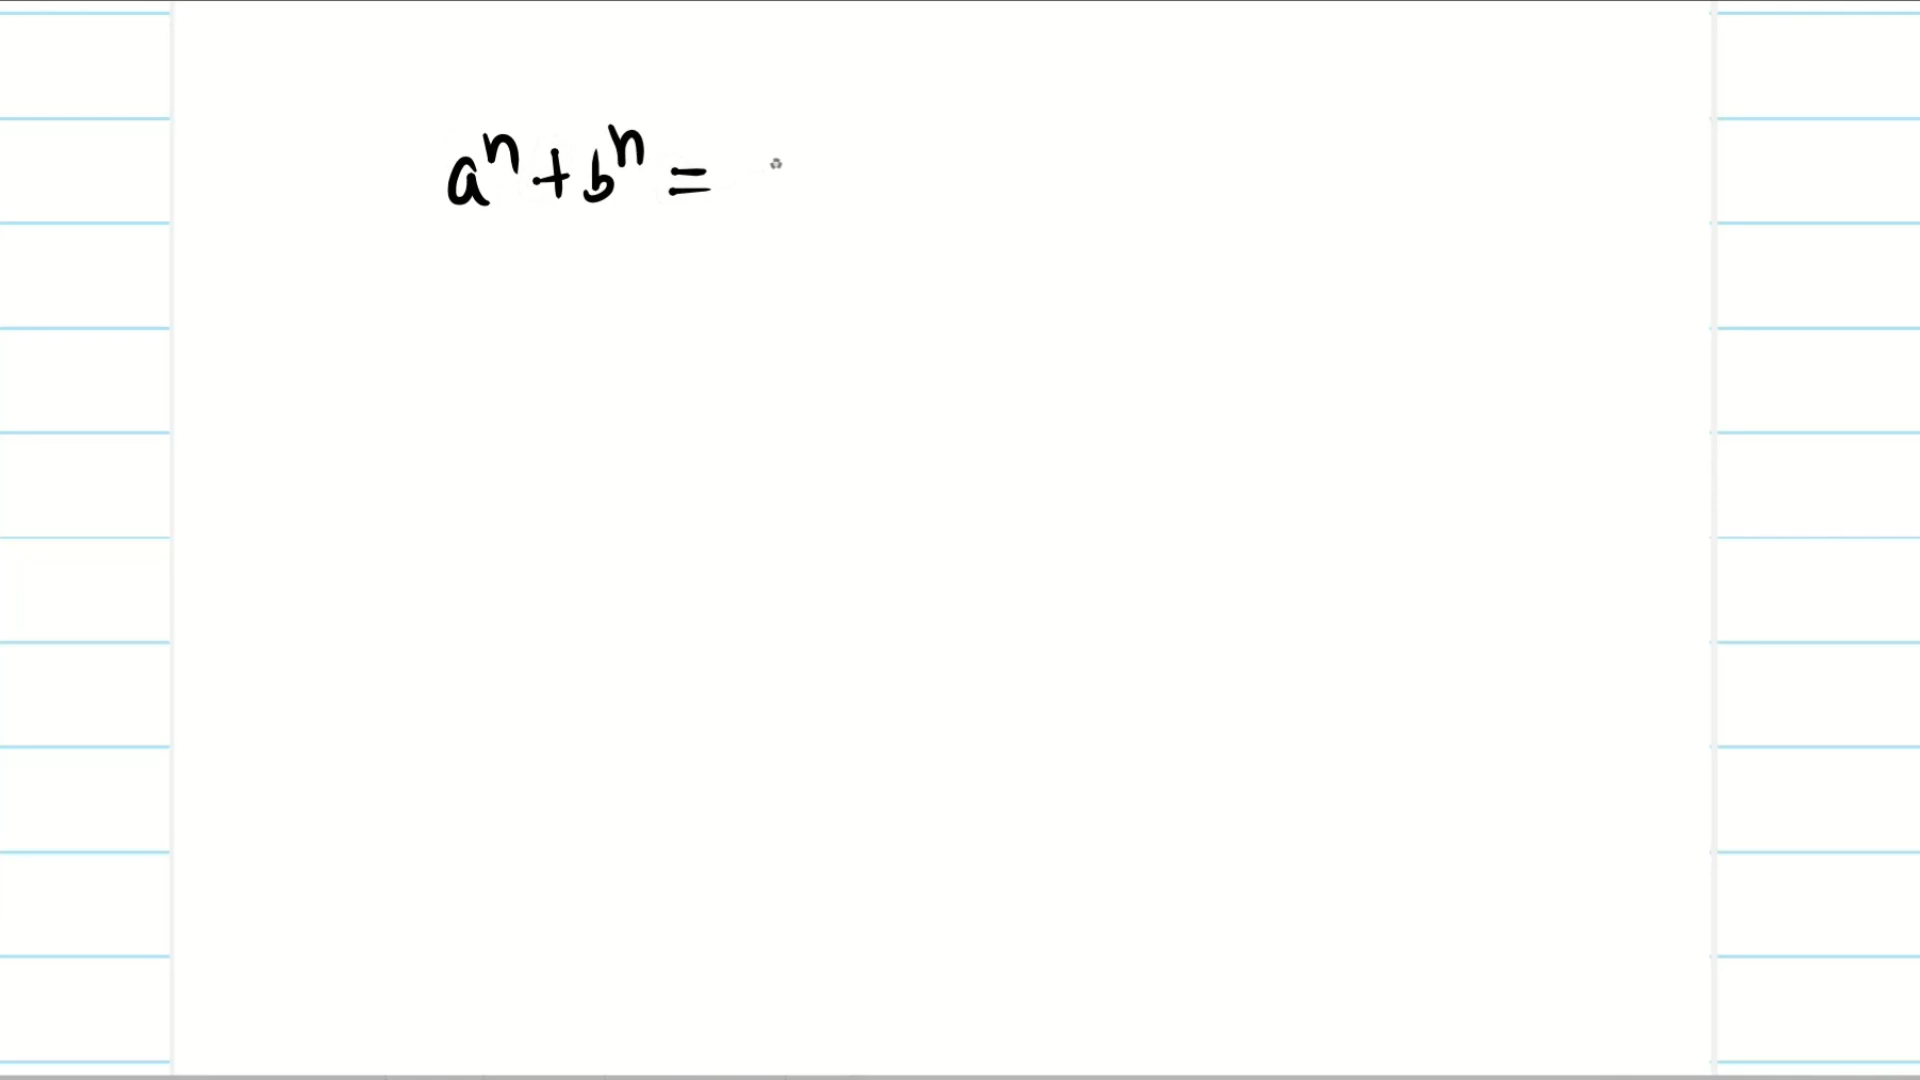 aⁿ + bⁿ =